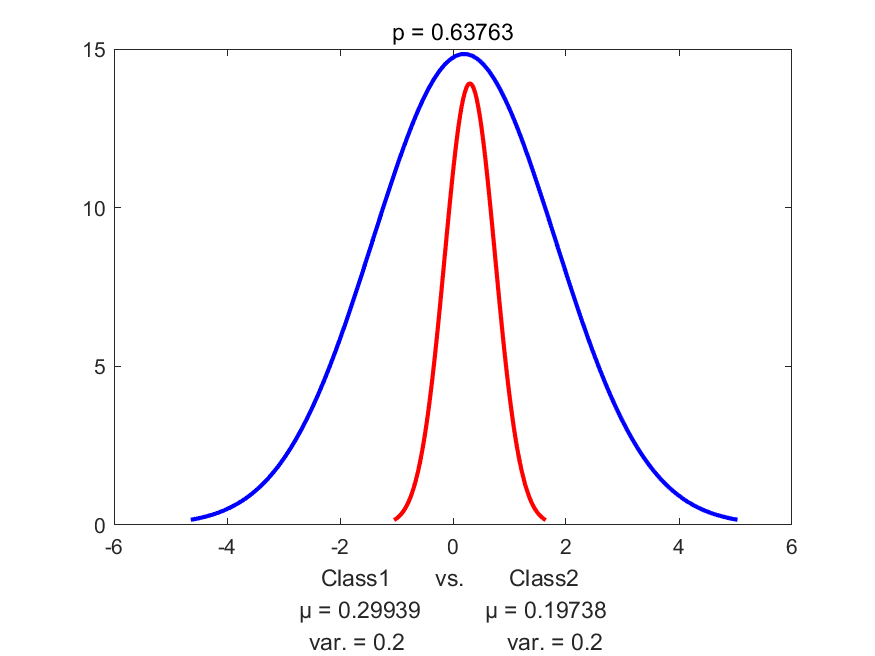 p = 0.63763
15
10
5
0
-6 -4 -2 0 2 4 6
Class1 vs. Class2
μ = 0.29939 μ = 0.19738
var. = 0.2 var. = 0.2